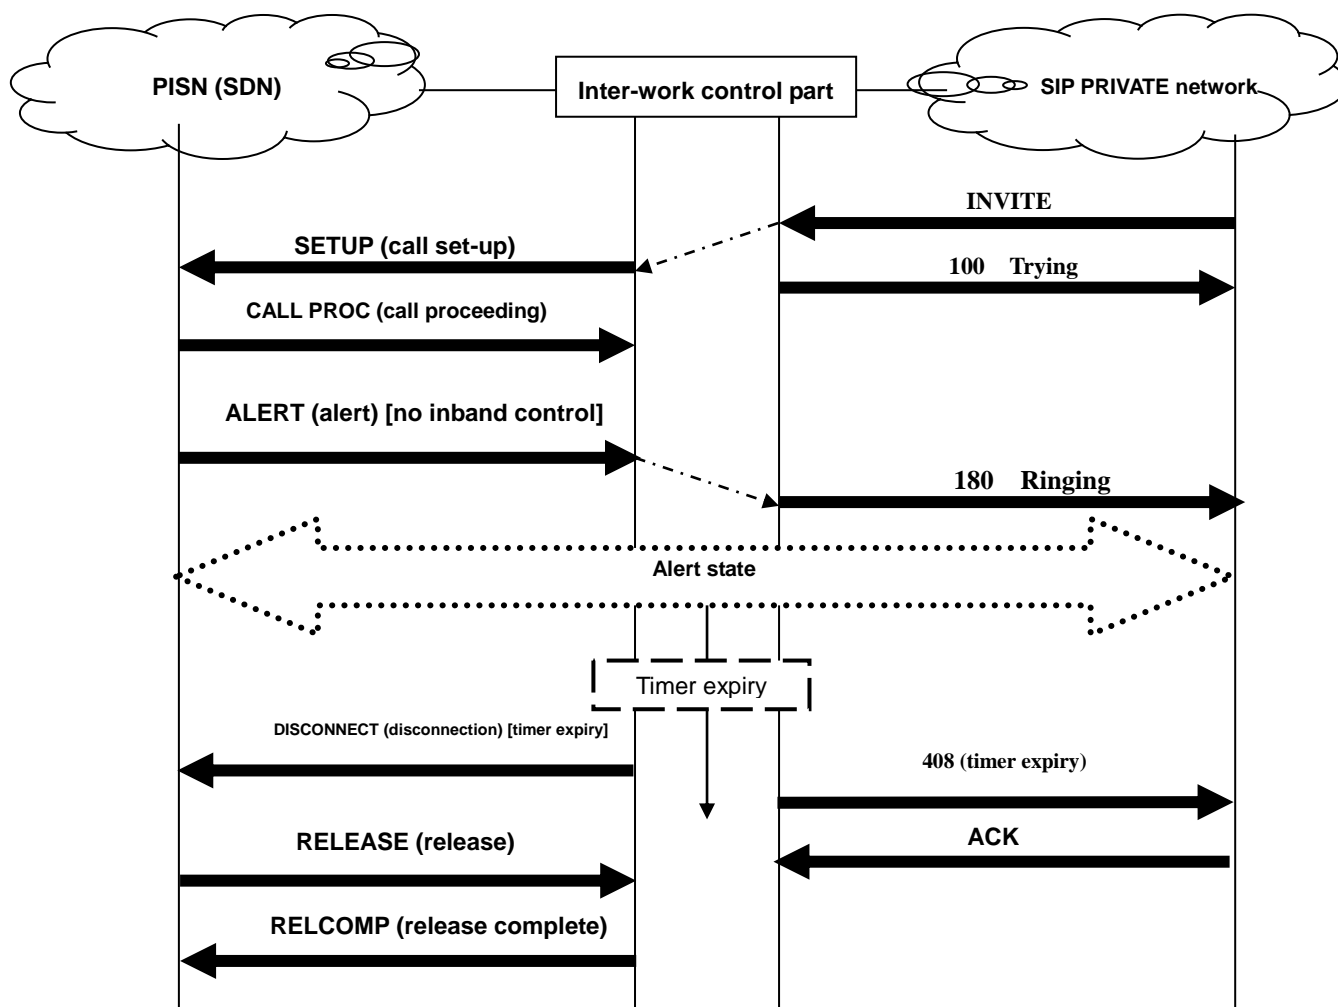 PISN (SDN)
Inter-work control part
SIP PRIVATE network
INVITE
SETUP (call set-up)
100 Trying
CALL PROC (call proceeding)
ALERT (alert) [no inband control]
180 Ringing
Alert state
Timer expiry
DISCONNECT (disconnection) [timer expiry]
408 (timer expiry)
RELEASE (release)
ACK
RELCOMP (release complete)